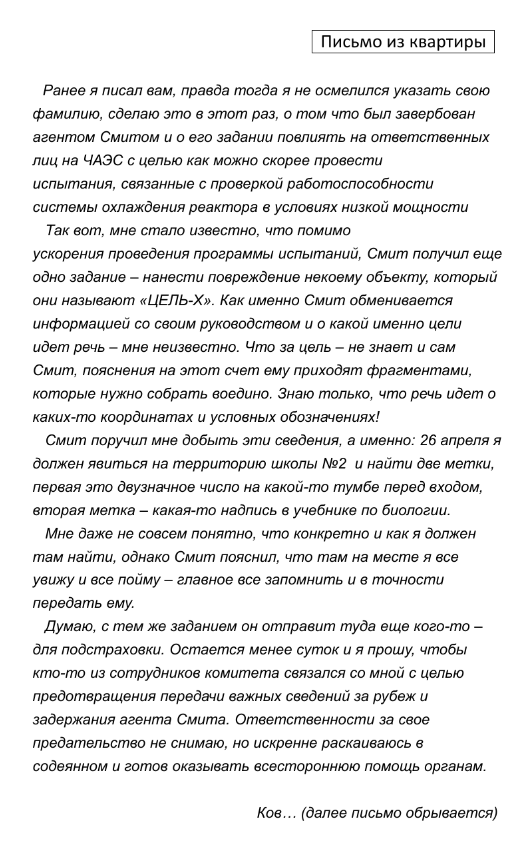 Письмо из квартиры
Ранее я писал вам, правда тогда я не осмелился указать свою
фамилию, сделаю это в этот раз, о том что был завербован
агентом Смитом и о его задании повлиять на ответственных
лиц на ЧАЭС с целью как можно скорее провести
испытания, связанные с проверкой работоспособности
системы охлаждения реактора в условиях низкой мощности
Так вот, мне стало известно, что помимо
ускорения проведения программы испытаний, Смит получил еще
одно задание – нанести повреждение некоему объекту, который
они называют «ЦЕЛЬ-Х». Как именно Смит обменивается
информацией со своим руководством и о какой именно цели
идет речь – мне неизвестно. Что за цель – не знает и сам
Смит, пояснения на этот счет ему приходят фрагментами,
которые нужно собрать воедино. Знаю только, что речь идет о
каких-то координатах и условных обозначениях!
Смит поручил мне добыть эти сведения, а именно: 26 апреля я
должен явиться на территорию школы №2 и найти две метки,
первая это двузначное число на какой-то тумбе перед входом,
вторая метка – какая-то надпись в учебнике по биологии.
Мне даже не совсем понятно, что конкретно и как я должен
там найти, однако Смит пояснил, что там на месте я все
увижу и все пойму – главное все запомнить и в точности
передать ему.
Думаю, с тем же заданием он отправит туда еще кого-то –
для подстраховки. Остается менее суток и я прошу, чтобы
кто-то из сотрудников комитета связался со мной с целью
предотвращения передачи важных сведений за рубеж и
задержания агента Смита. Ответственности за свое
предательство не снимаю, но искренне раскаиваюсь в
содеянном и готов оказывать всестороннюю помощь органам.
Ков… (далее письмо обрывается)